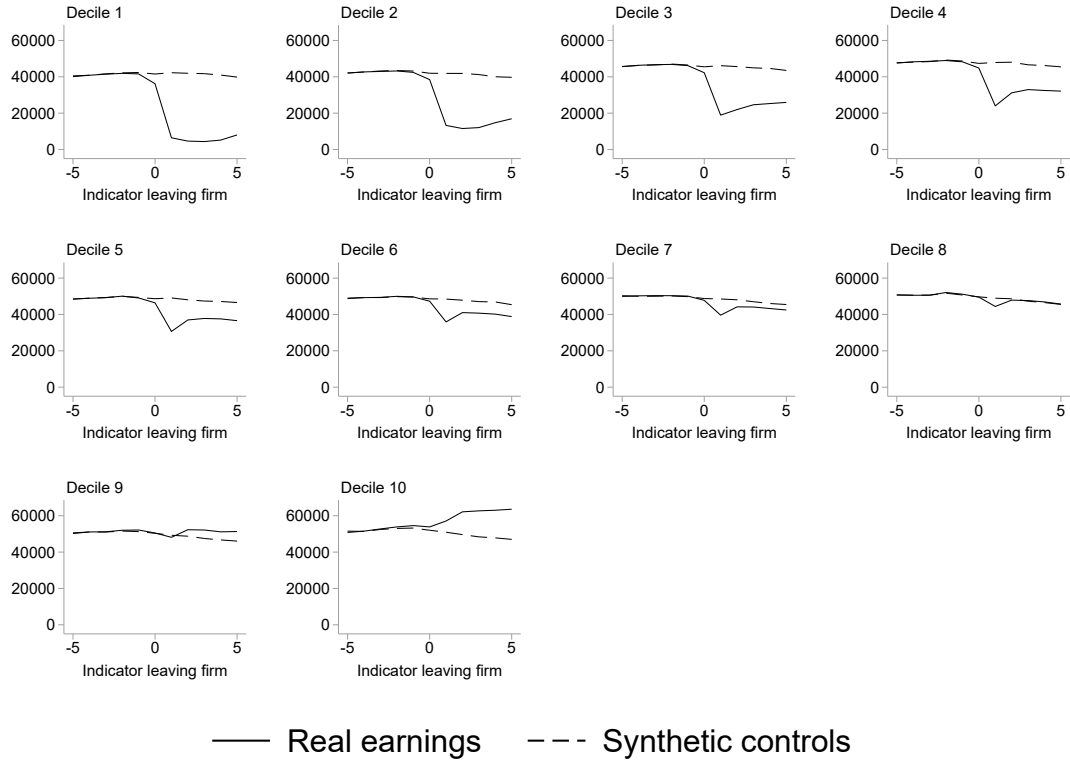 Decile 1
60000
40000
20000
0
-5 0 5
Indicator leaving firm
Decile 2
60000
40000
20000
0
-5 0 5
Indicator leaving firm
Decile 3
60000
40000
20000
0
-5 0 5
Indicator leaving firm
Decile 4
60000
40000
20000
0
-5 0 5
Indicator leaving firm
Decile 5
60000
40000
20000
0
-5 0 5
Indicator leaving firm
Decile 6
60000
40000
20000
0
-5 0 5
Indicator leaving firm
Decile 7
60000
40000
20000
0
-5 0 5
Indicator leaving firm
Decile 8
60000
40000
20000
0
-5 0 5
Indicator leaving firm
Decile 9
60000
40000
20000
0
-5 0 5
Indicator leaving firm
Decile 10
60000
40000
20000
0
-5 0 5
Indicator leaving firm
Real earnings Synthetic controls